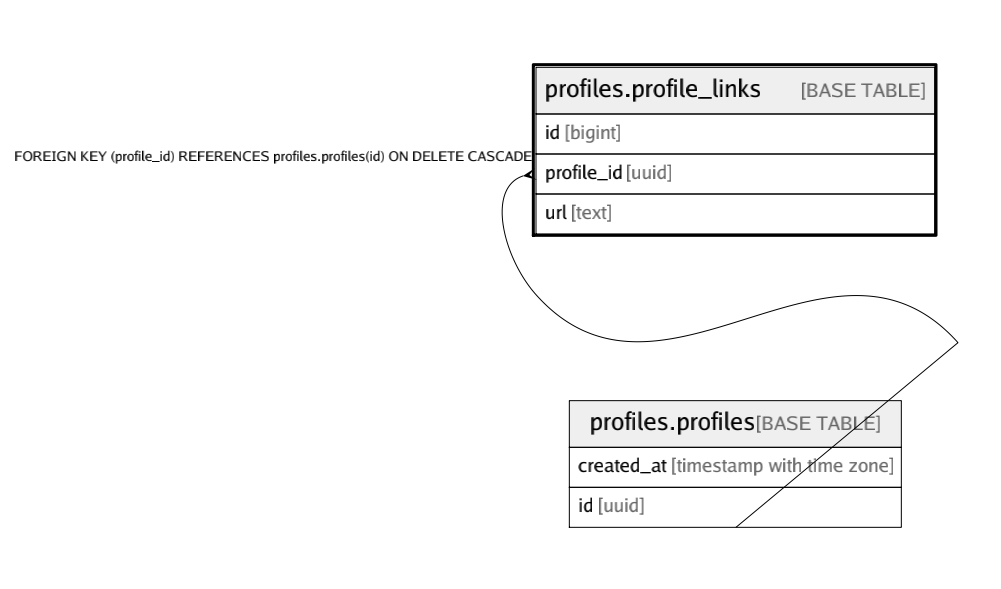 profiles.profile_links [BASE TABLE]
id [bigint]
FOREIGN KEY (profile_id) REFERENCES profiles.profiles(id) ON DELETE CASCADE
profile_id [uuid]
url [text]
profiles.profiles [BASE TABLE]
created_at [timestamp with time zone]
id [uuid]